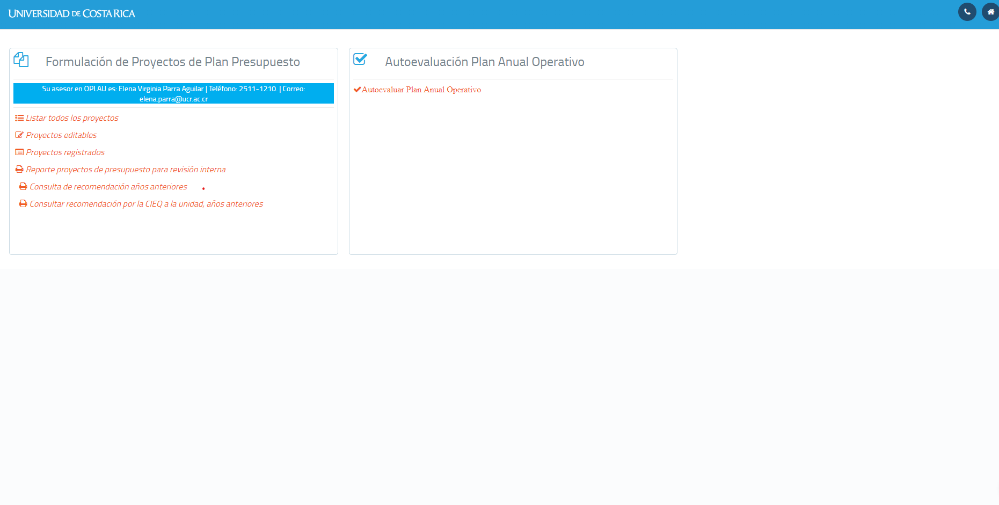 UNIVERSIDAD DE COSTA RICA
Formulación de Proyectos de Plan Presupuesto
Su asesor en OPLAU es: Elena Virginia Parra Aguilar | Teléfono: 2511-1210. | Correo:
elena.parra@ucr.ac.cr
Listar todos los proyectos
Proyectos editables
Proyectos registrados
Reporte proyectos de presupuesto para revisión interna
Consulta de recomendación años anteriores
Consultar recomendación por la CIEQ a la unidad, años anteriores
Autoevaluación Plan Anual Operativo
Autoevaluar Plan Anual Operativo